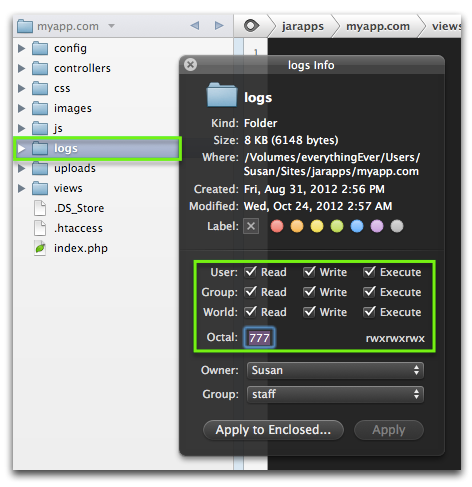 myapp.com
jarapps
myapp.com
views
config
controllers
css
images
js
logs
uploads
views
.DS_Store
.htaccess
index.php
1
logs Info
logs
Kind: Folder
Size: 8 KB (6148 bytes)
Where: /Volumes/everythingEver/Users/
Susan/Sites/jarapps/myapp.com
Created: Fri, Aug 31, 2012 2:56 PM
Modified: Wed, Oct 24, 2012 2:57 AM
Label:
User: Read Write Execute
Group: Read Write Execute
World: Read Write Execute
Octal: 777 rwxrwxrwx
Owner: Susan
Group: staff
Apply to Enclosed... Apply